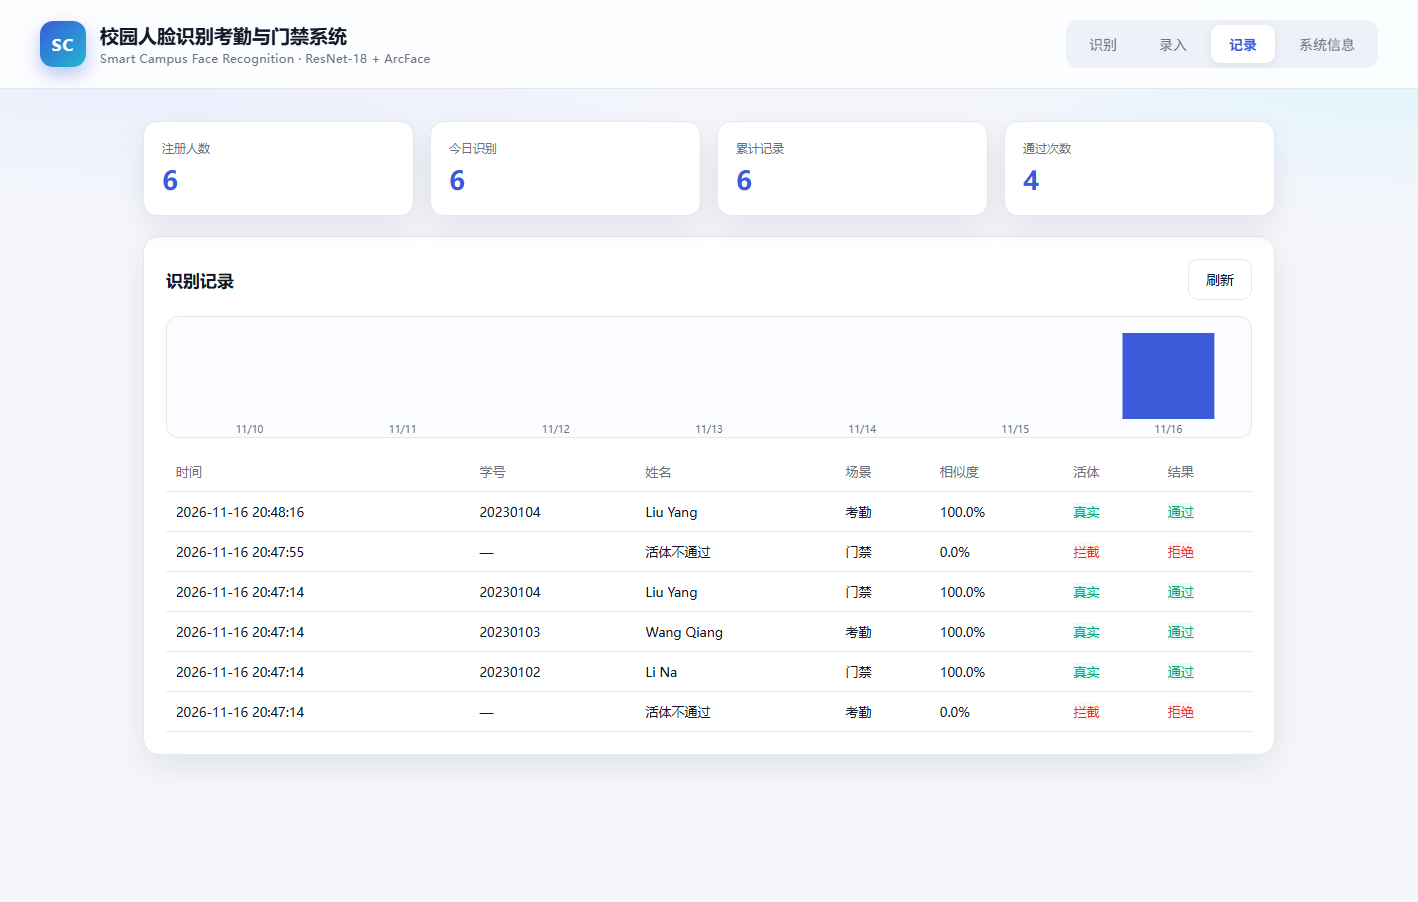 SC
校园人脸识别考勤与门禁系统
Smart Campus Face Recognition · ResNet-18 + ArcFace
识别 录入 记录 系统信息
注册人数 今日识别 累计记录 通过次数
6 6 6 4
识别记录 刷新
11/10 11/11 11/12 11/13 11/14 11/15 11/16
时间 学号 姓名 场景 相似度 活体 结果
2026-11-16 20:48:16 20230104 Liu Yang 考勤 100.0% 真实 通过
2026-11-16 20:47:55 — 活体不通过 门禁 0.0% 拦截 拒绝
2026-11-16 20:47:14 20230104 Liu Yang 门禁 100.0% 真实 通过
2026-11-16 20:47:14 20230103 Wang Qiang 考勤 100.0% 真实 通过
2026-11-16 20:47:14 20230102 Li Na 门禁 100.0% 真实 通过
2026-11-16 20:47:14 — 活体不通过 考勤 0.0% 拦截 拒绝